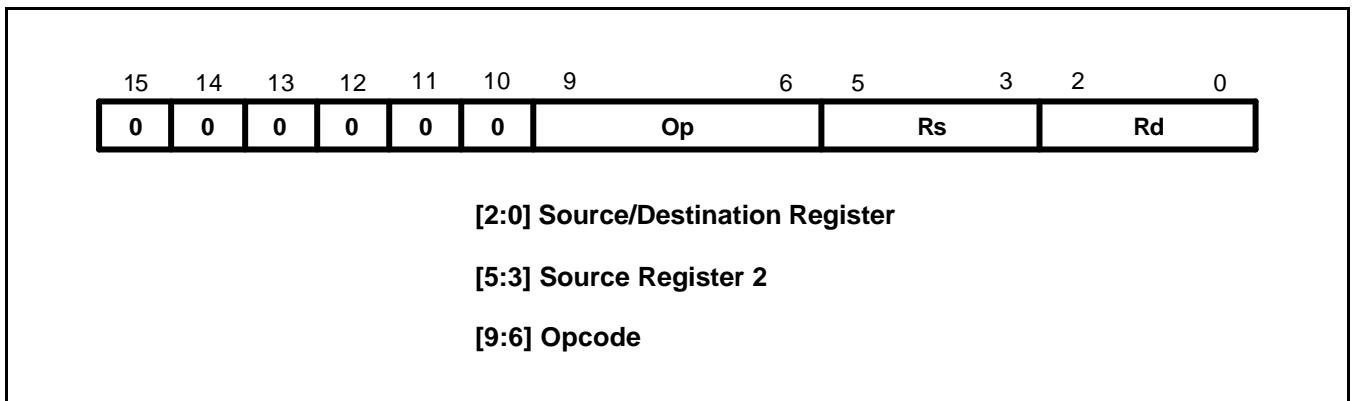 15 14 13 12 11 10 9 6 5 3 2 0
0 0 0 0 0 0 Op Rs Rd
[2:0] Source/Destination Register
[5:3] Source Register 2
[9:6] Opcode